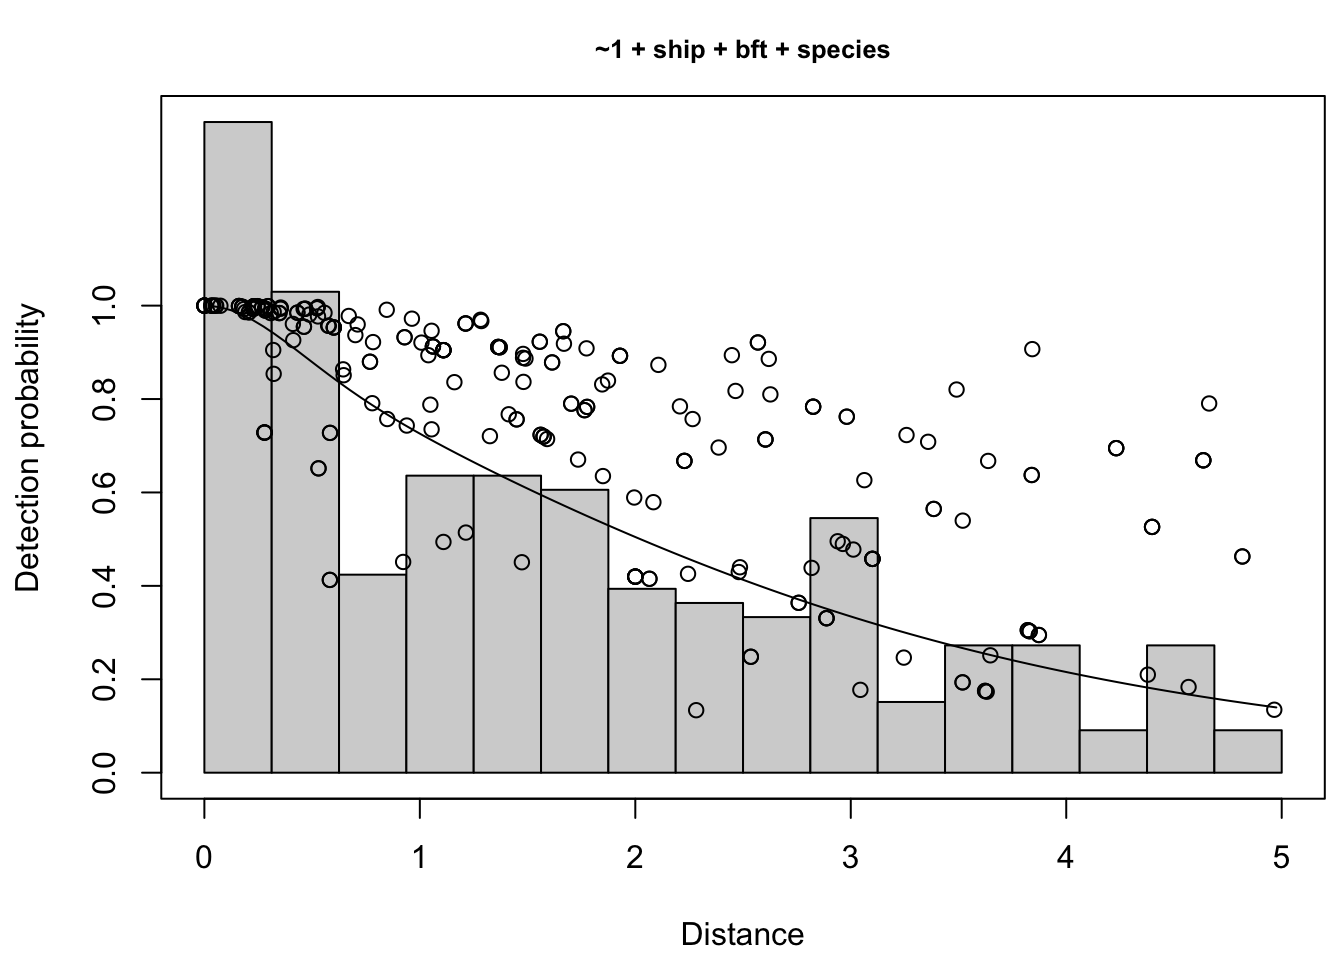 ~1 + ship + bft + species
Detection probability
1.0
0.8
0.6
0.4
0.2
0.0
0 1 2 3 4 5
Distance